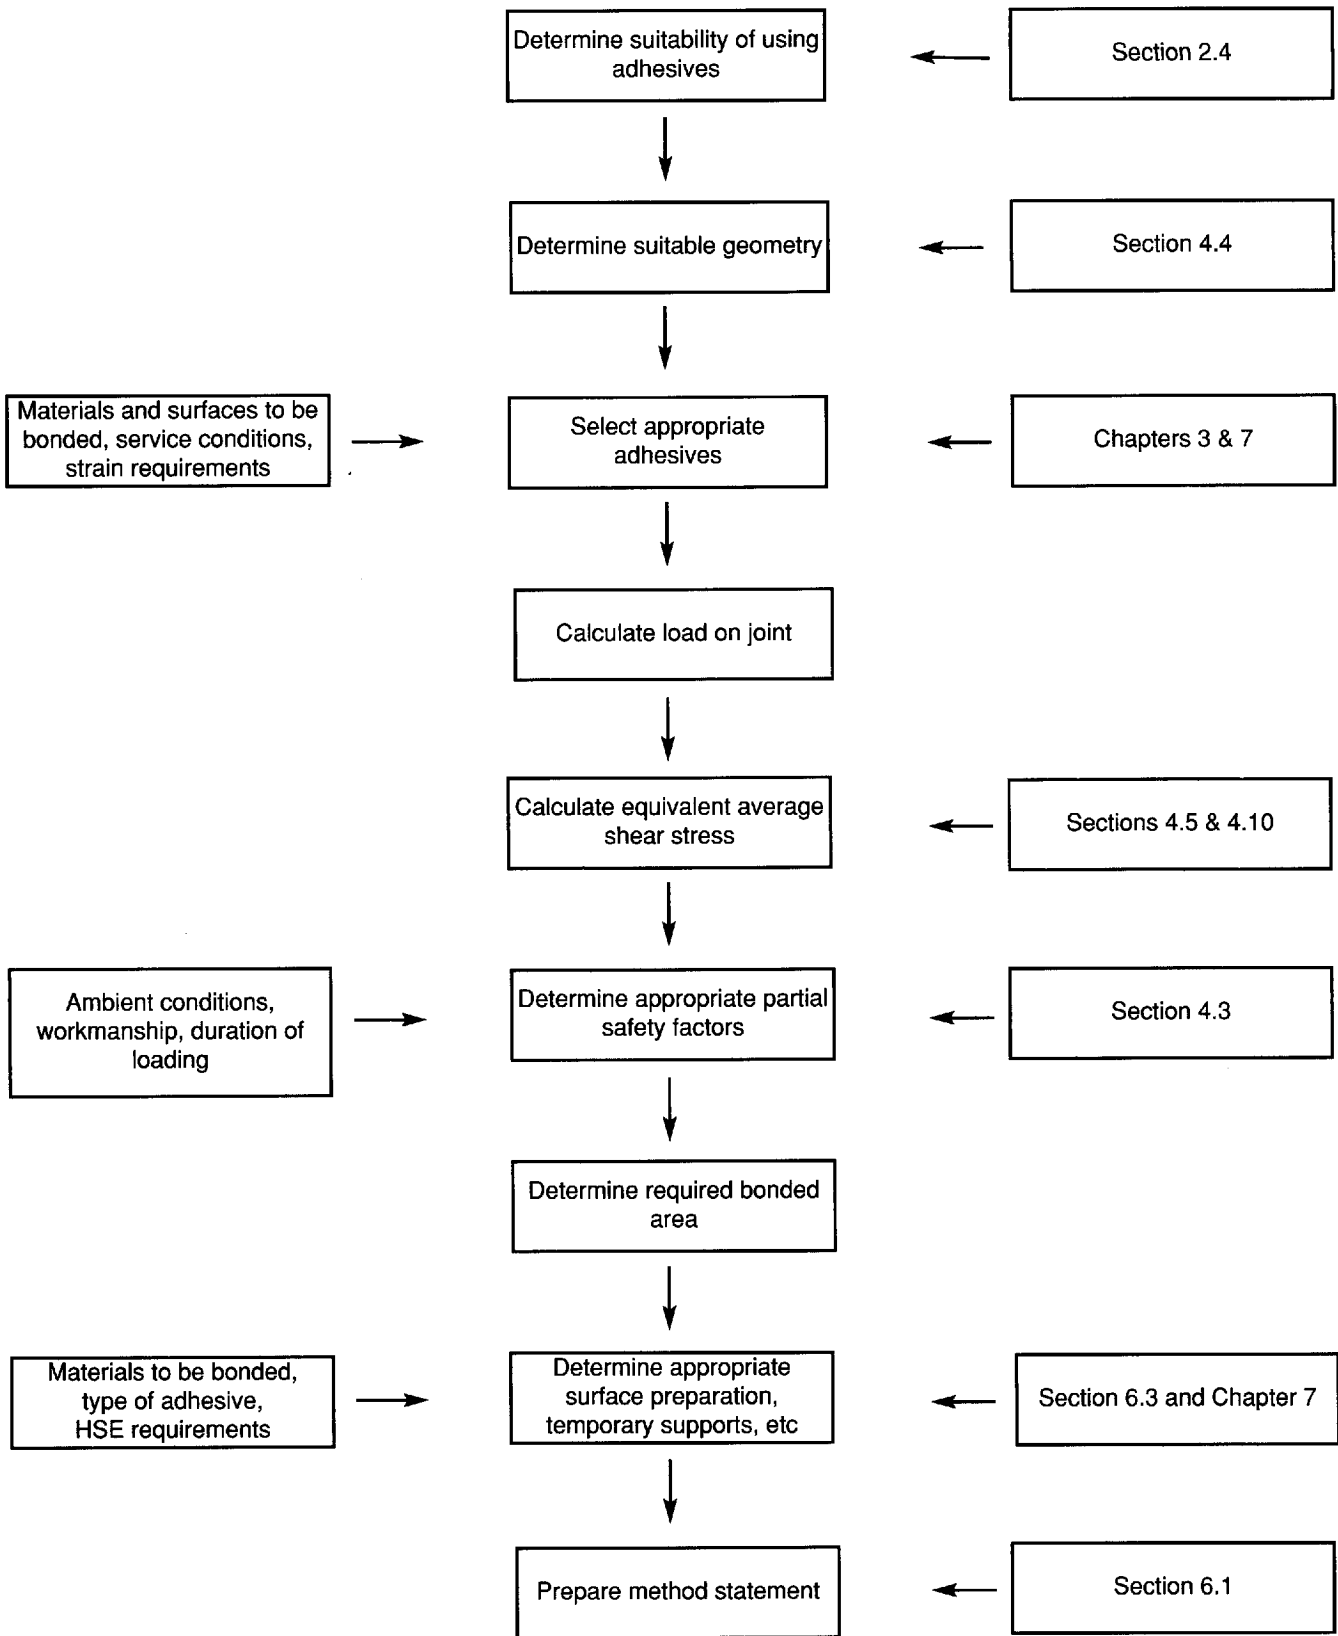 Determine suitability of using
adhesives
Section 2.4
Determine suitable geometry
Section 4.4
Materials and surfaces to be
bonded, service conditions,
strain requirements
Select appropriate
adhesives
Chapters 3 & 7
Calculate load on joint
Calculate equivalent average
shear stress
Sections 4.5 & 4.10
Ambient conditions,
workmanship, duration of
loading
Determine appropriate partial
safety factors
Section 4.3
Determine required bonded
area
Materials to be bonded,
type of adhesive,
HSE requirements
Determine appropriate
surface preparation,
temporary supports, etc
Section 6.3 and Chapter 7
Prepare method statement
Section 6.1